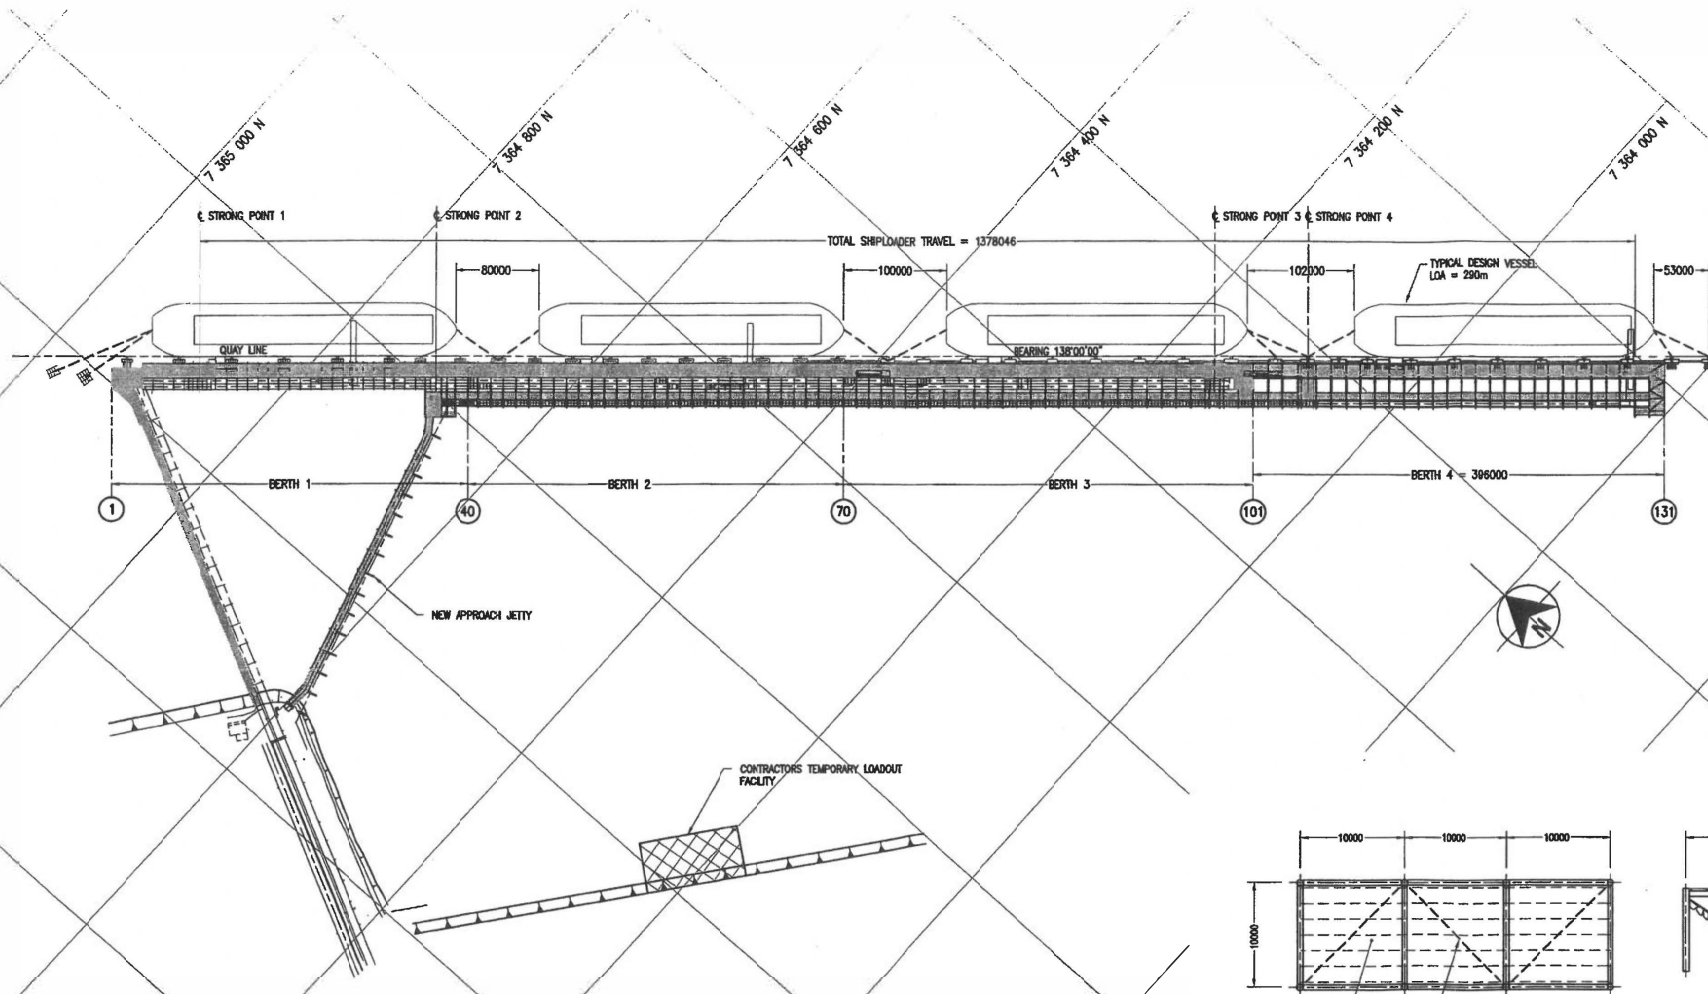 7 365 000 N
7 364 800 N
7 364 600 N
7 364 400 N
7 364 200 N
7 364 000 N
℄ STRONG POINT 1
℄ STRONG POINT 2
℄ STRONG POINT 3
℄ STRONG POINT 4
TOTAL SHIPLOADER TRAVEL = 1378046
80000
100000
102000
TYPICAL DESIGN VESSEL
LOA = 290m
53000
QUAY LINE
BEARING 138°00'00"
BERTH 1
BERTH 2
BERTH 3
BERTH 4 = 396000
1
40
70
101
131
NEW APPROACH JETTY
N
CONTRACTORS TEMPORARY LOADOUT
FACILITY
10000
10000
10000
10000